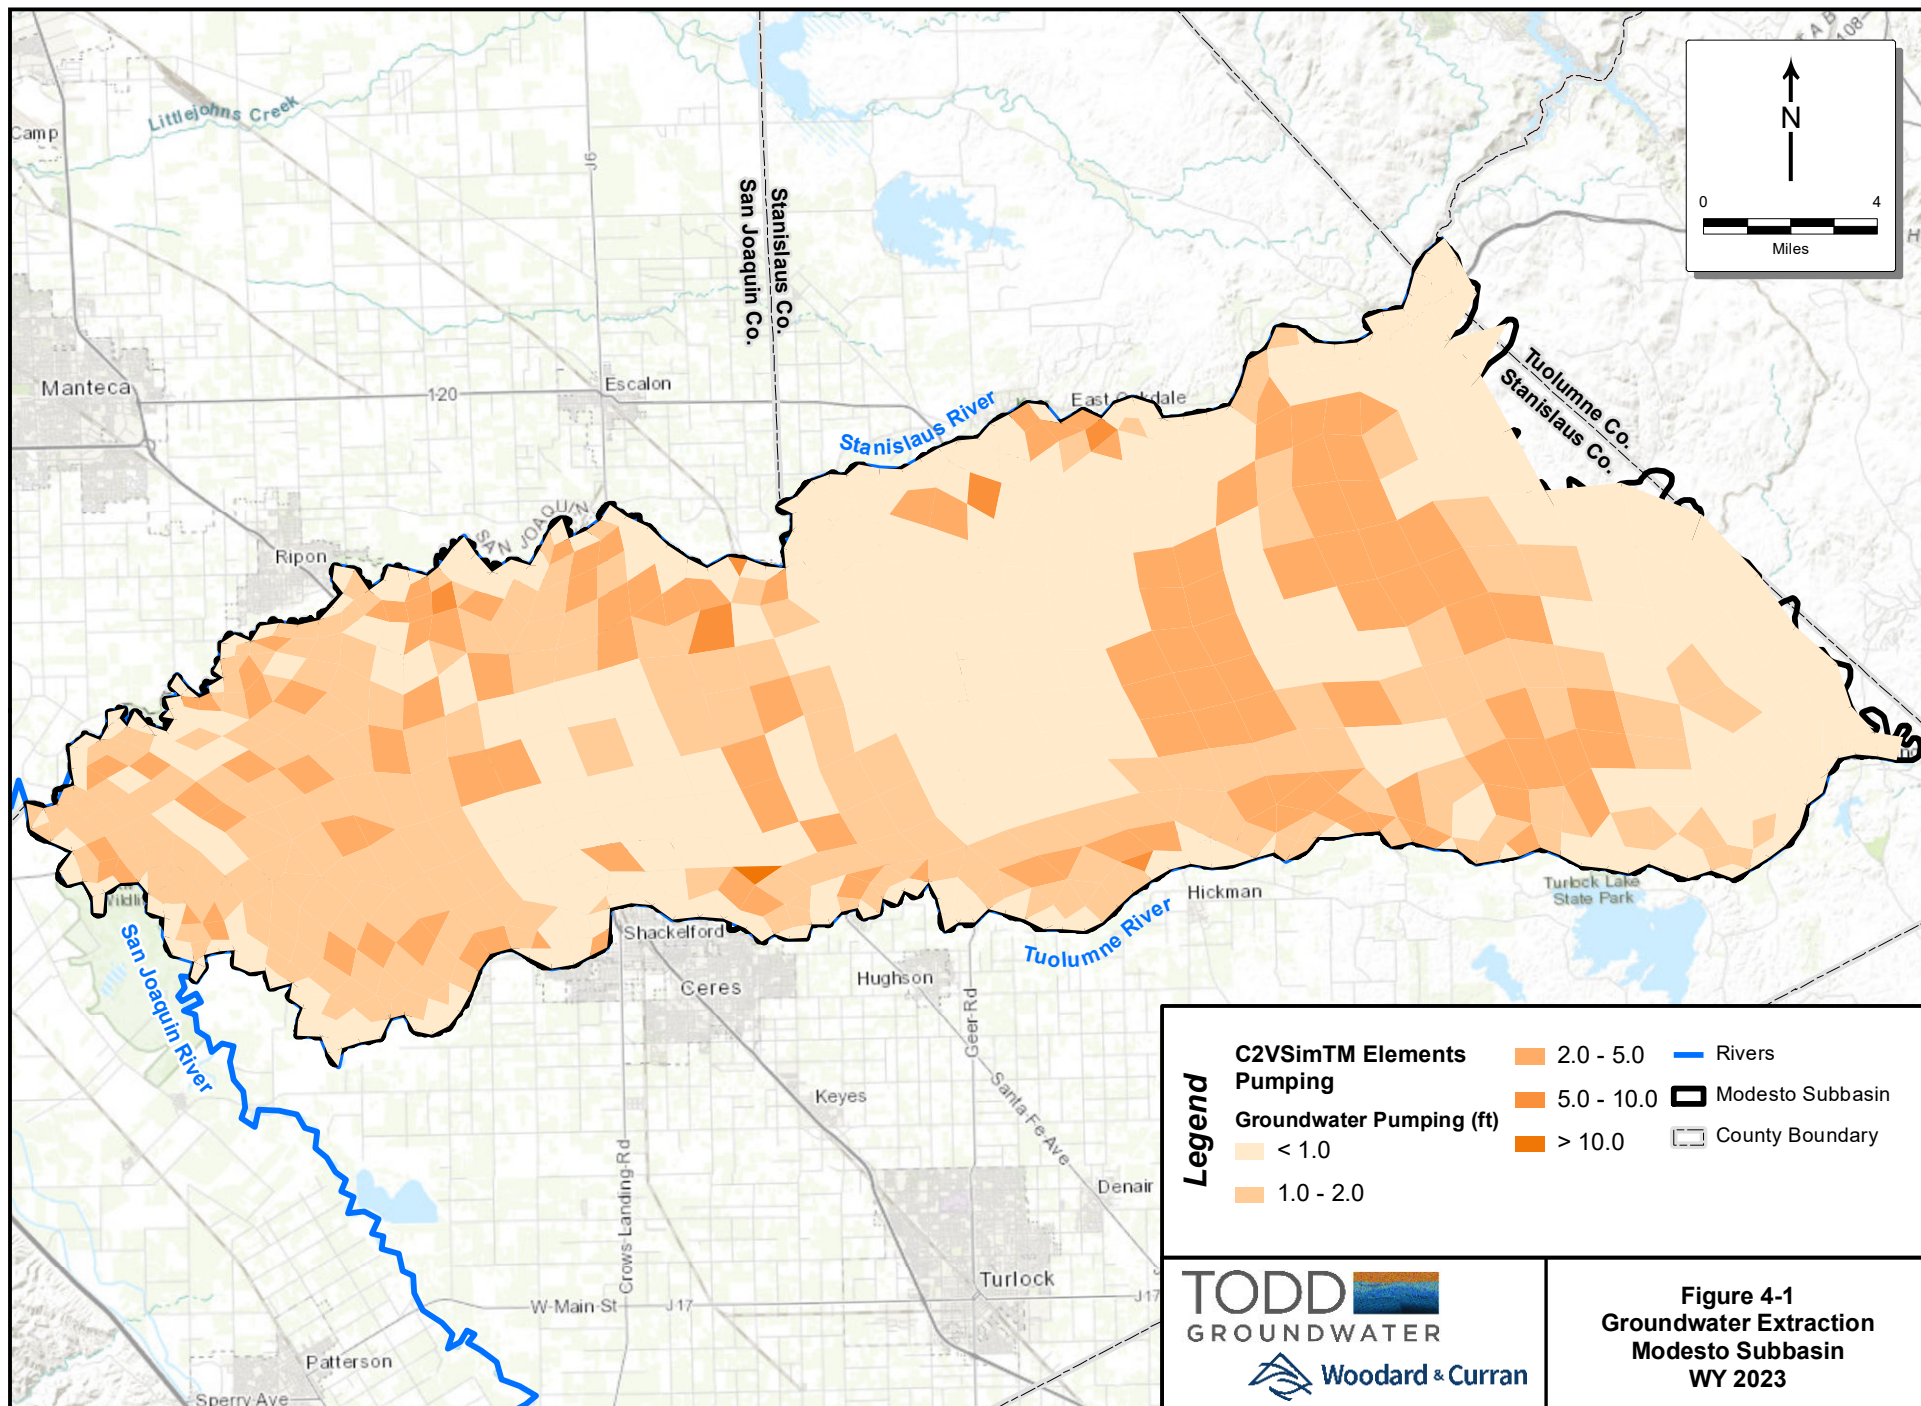 Littlejohns Creek
Camp
J6
San Joaquin Co.
Stanislaus Co.
108
N
0 4
Miles
H
Manteca
120
Escalon
Stanislaus River
East Oakdale
Tuolumne Co.
Stanislaus Co.
SAN JOAQUIN
Ripon
San Joaquin River
Shackelford
Ceres
Hughson
Geer-Rd
Tuolumne River
Hickman
Turlock Lake
State Park
Keyes
Santa-Fe-Ave
Denair
Crows-Landing-Rd
Turlock
W-Main-St
J17
J17
Patterson
Sperry Ave
Legend
C2VSimTM Elements
Pumping
Groundwater Pumping (ft)
< 1.0
1.0 - 2.0
2.0 - 5.0
5.0 - 10.0
> 10.0
Rivers
Modesto Subbasin
County Boundary
TODD
GROUNDWATER
Woodard & Curran
Figure 4-1
Groundwater Extraction
Modesto Subbasin
WY 2023